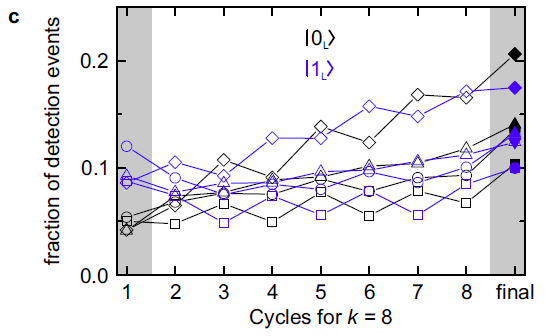 c
fraction of detection events
0.2
0.1
0.0
|0L⟩
|1L⟩
1 2 3 4 5 6 7 8 final
Cycles for k = 8